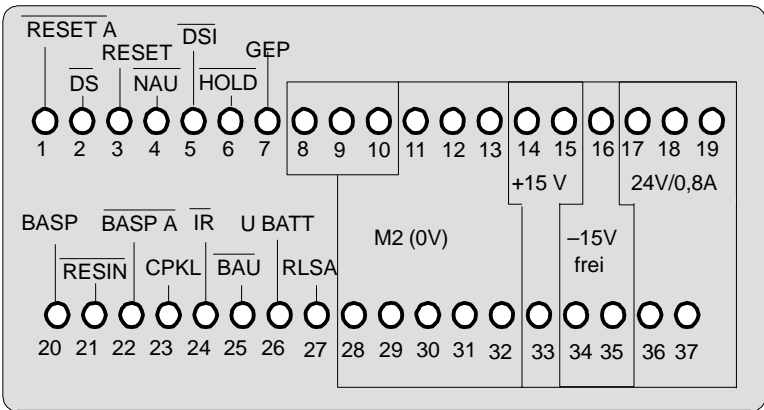 RESET A
DSI
RESET
GEP
DS
NAU
HOLD
1 2 3 4 5 6 7 8 9 10 11 12 13 14 15 16 17 18 19
+15 V
24V/0,8A
BASP
BASP A
IR
U BATT
M2 (0V)
–15V
frei
RESIN
CPKL
BAU
RLSA
20 21 22 23 24 25 26 27 28 29 30 31 32 33 34 35 36 37